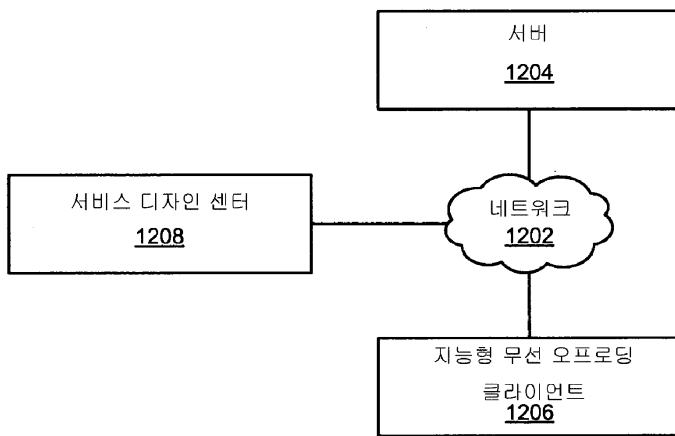 서버
1204
서비스 디자인 센터
1208
네트워크
1202
지능형 무선 오프로딩
클라이언트
1206